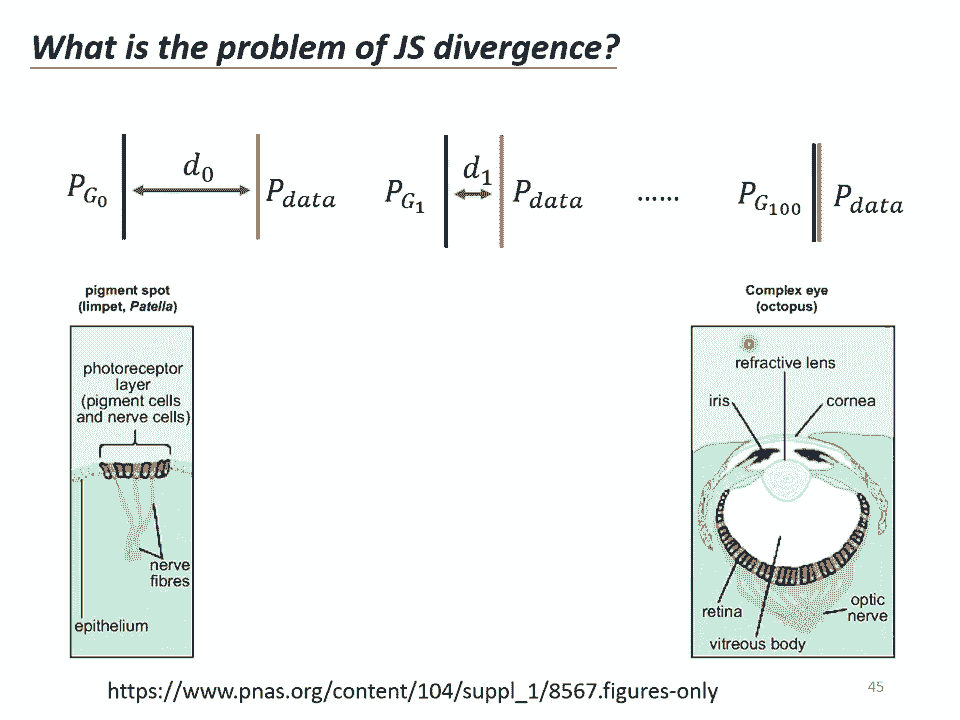 What is the problem of JS divergence?
P_{G_0} d_0 P_{data} P_{G_1} d_1 P_{data} …… P_{G_{100}} P_{data}
pigment spot
(limpet, Patella)
photoreceptor
layer
(pigment cells
and nerve cells)
nerve
fibres
epithelium
Complex eye
(octopus)
refractive lens
iris
cornea
retina
optic
nerve
vitreous body
https://www.pnas.org/content/104/suppl_1/8567.figures-only
45